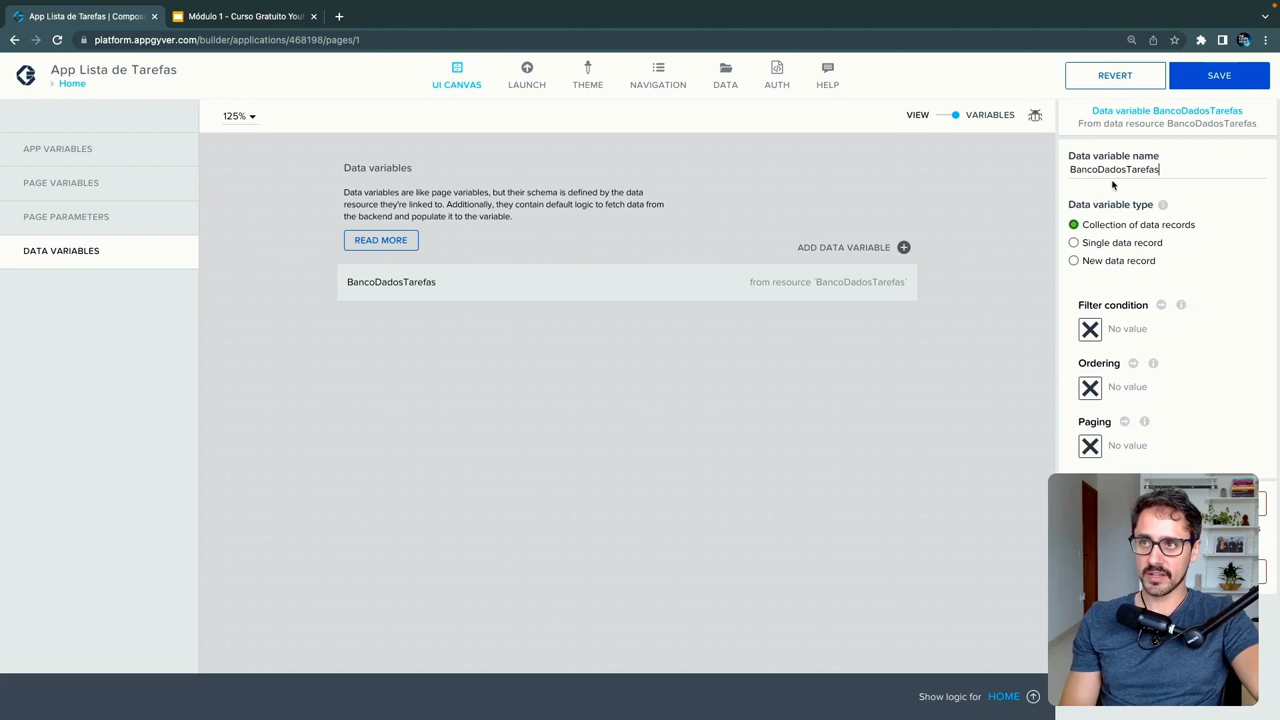 App Lista de Tarefas | Compos
Módulo 1 - Curso Gratuito You
platform.appgyver.com/builder/applications/468198/pages/1
App Lista de Tarefas
Home
UI CANVAS
LAUNCH
THEME
NAVIGATION
DATA
AUTH
HELP
REVERT
SAVE
125%
VIEW
VARIABLES
APP VARIABLES
PAGE VARIABLES
PAGE PARAMETERS
DATA VARIABLES
Data variables
Data variables are like page variables, but their schema is defined by the data
resource they're linked to. Additionally, they contain default logic to fetch data from
the backend and populate it to the variable.
READ MORE
ADD DATA VARIABLE
BancoDadosTarefas
from resource `BancoDadosTarefas`
Data variable BancoDadosTarefas
From data resource BancoDadosTarefas
Data variable name
BancoDadosTarefas
Data variable type
Collection of data records
Single data record
New data record
Filter condition
No value
Ordering
No value
Paging
No value
Show logic for HOME